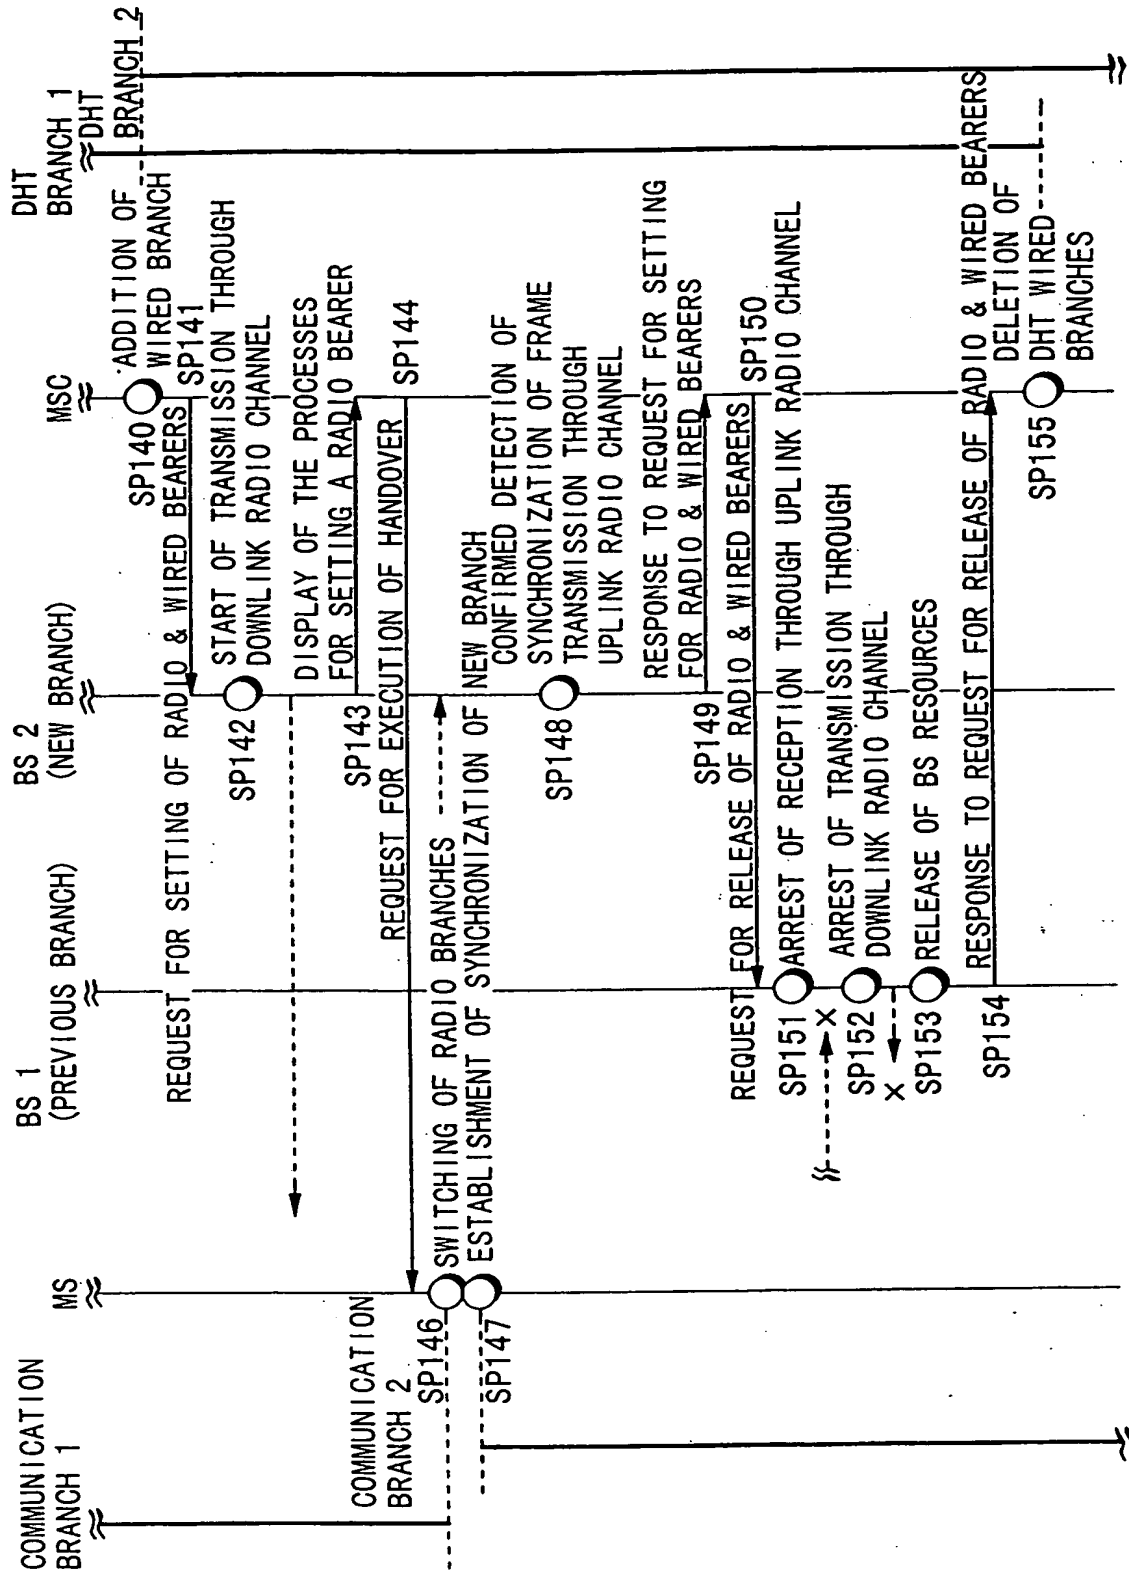 COMMUNICATION
BRANCH 1
MS
BS 1
(PREVIOUS BRANCH)
BS 2
(NEW BRANCH)
MSC
DHT
BRANCH 1
DHT
BRANCH 2
ADDITION OF
WIRED BRANCH
SP140
SP141
REQUEST FOR SETTING OF RADIO & WIRED BEARERS
START OF TRANSMISSION THROUGH
DOWNLINK RADIO CHANNEL
SP142
DISPLAY OF THE PROCESSES
FOR SETTING A RADIO BEARER
SP143
SP144
REQUEST FOR EXECUTION OF HANDOVER
COMMUNICATION
BRANCH 2
SP146
SWITCHING OF RADIO BRANCHES
SP147
ESTABLISHMENT OF SYNCHRONIZATION OF NEW BRANCH
CONFIRMED DETECTION OF
SYNCHRONIZATION OF FRAME
TRANSMISSION THROUGH
UPLINK RADIO CHANNEL
SP148
RESPONSE TO REQUEST FOR SETTING
FOR RADIO & WIRED BEARERS
SP149
SP150
REQUEST FOR RELEASE OF RADIO & WIRED BEARERS
SP151
ARREST OF RECEPTION THROUGH UPLINK RADIO CHANNEL
X
ARREST OF TRANSMISSION THROUGH
DOWNLINK RADIO CHANNEL
SP152
X
SP153
RELEASE OF BS RESOURCES
RESPONSE TO REQUEST FOR RELEASE OF RADIO & WIRED BEARERS
SP154
DELETION OF
DHT WIRED
BRANCHES
SP155